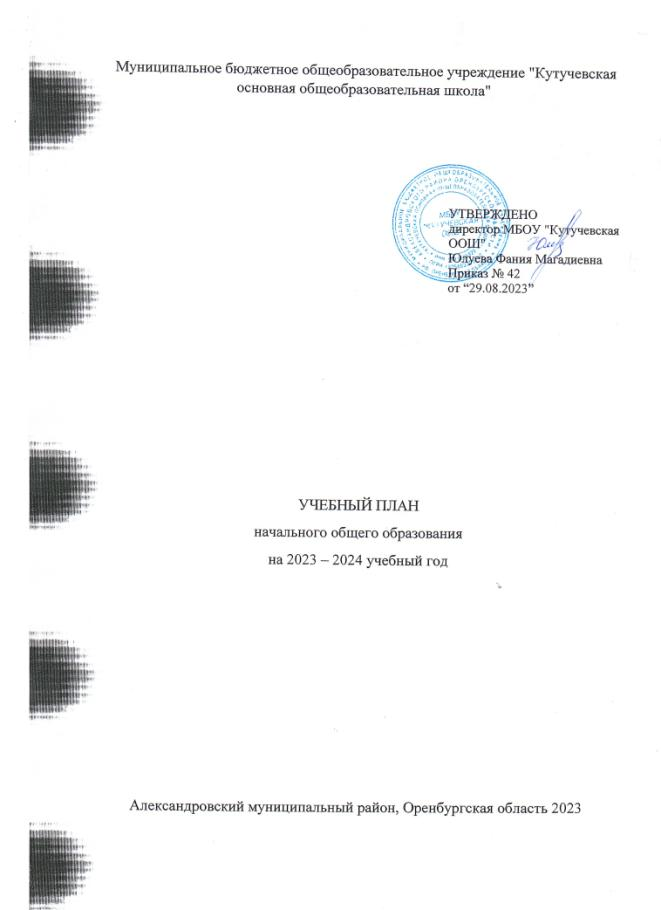 Муниципальное бюджетное общеобразовательное учреждение "Кутучевская
основная общеобразовательная школа"
УТВЕРЖДЕНО
директор МБОУ "Кутучевская
ООШ"
Юлуева Фания Магадиевна
Приказ № 42
от “29.08.2023”
УЧЕБНЫЙ ПЛАН
начального общего образования
на 2023 – 2024 учебный год
Александровский муниципальный район, Оренбургская область 2023